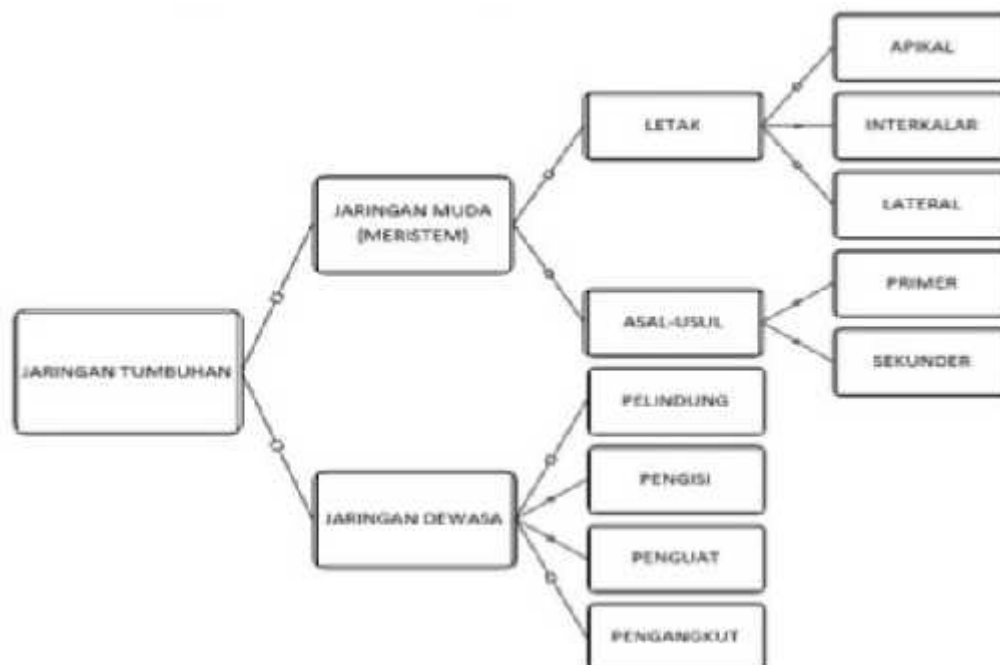 APIKAL
LETAK
INTERKALAR
JARINGAN MUDA
(MERISTEM)
LATERAL
PRIMER
ASAL-USUL
SEKUNDER
JARINGAN TUMBUHAN
PELINDUNG
PENGISI
JARINGAN DEWASA
PENGUAT
PENGANGKUT